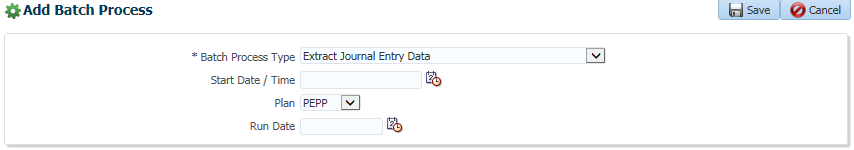 Add Batch Process Save Cancel
* Batch Process Type Extract Journal Entry Data
Start Date / Time
Plan PEPP
Run Date